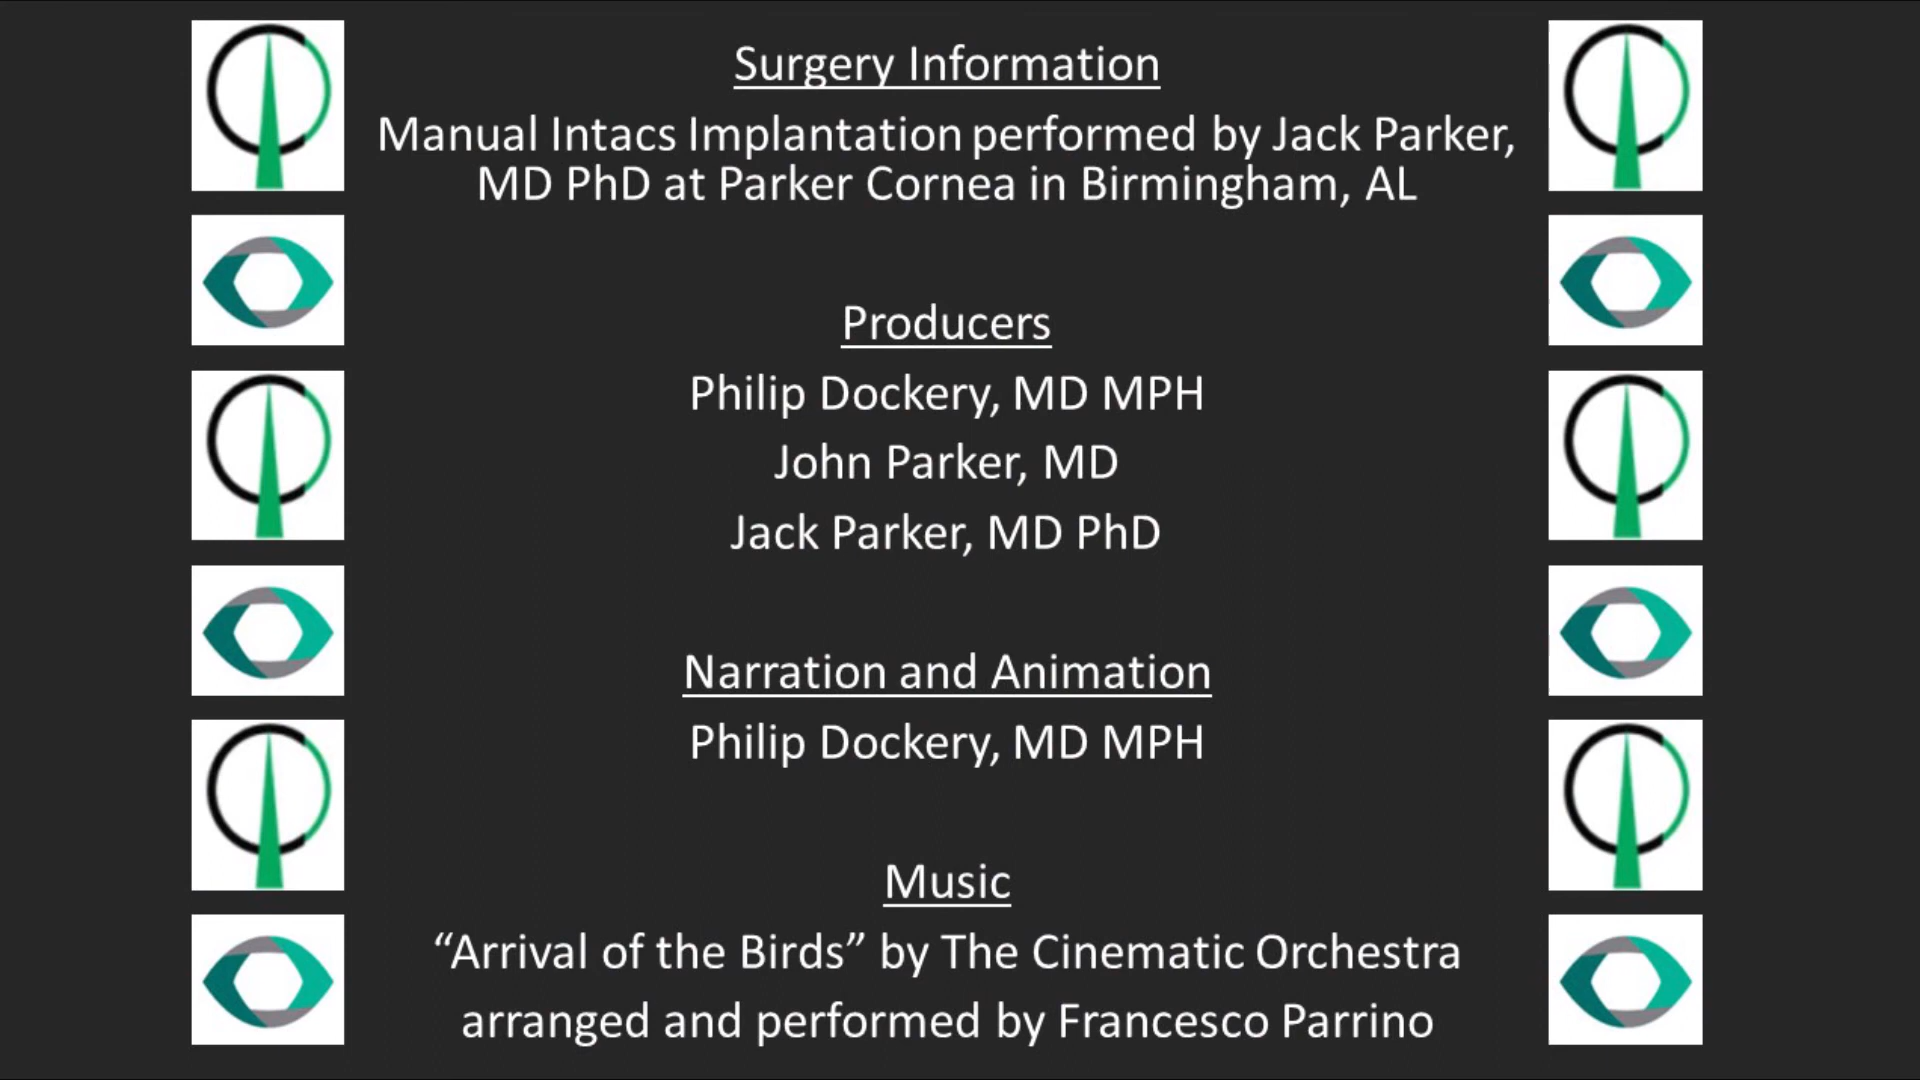 Surgery Information
Manual Intacs Implantation performed by Jack Parker,
MD PhD at Parker Cornea in Birmingham, AL
Producers
Philip Dockery, MD MPH
John Parker, MD
Jack Parker, MD PhD
Narration and Animation
Philip Dockery, MD MPH
Music
“Arrival of the Birds” by The Cinematic Orchestra
arranged and performed by Francesco Parrino